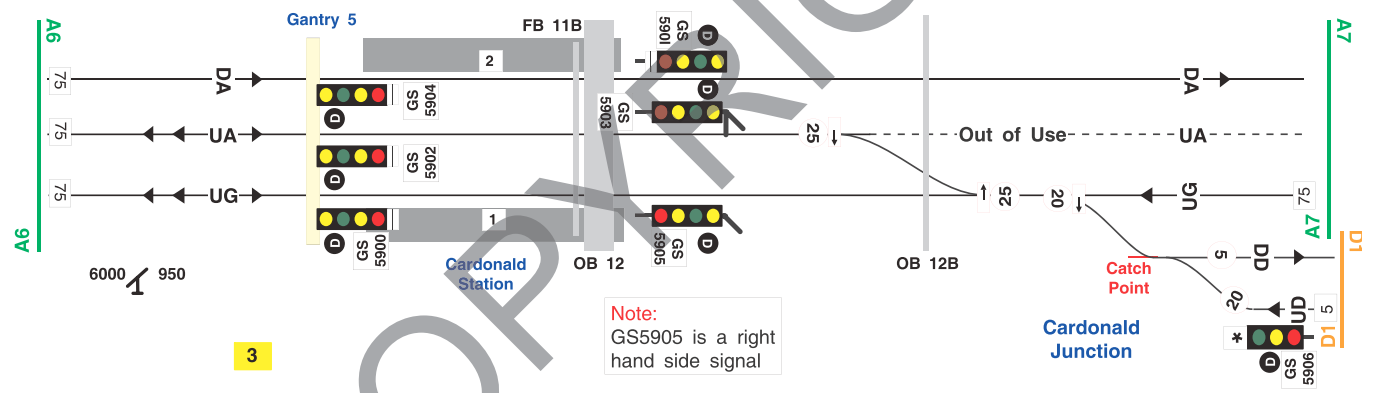 Gantry 5
FB 11B
A6
A7
GS
5901
D
2
75
DA
DA
D
GS
5904
D
GS
5903
75
UA
25
Out of Use
UA
GS
5902
D
75
UG
25
20
UG
75
A7
D1
1
D
GS
5900
GS
5905
D
A6
5
DD
6000
950
Cardonald
Station
OB 12
OB 12B
Catch
Point
20
UD
5
Note:
GS5905 is a right
hand side signal
Cardonald
Junction
*
D
GS
5906
D1
3
COPYRIG